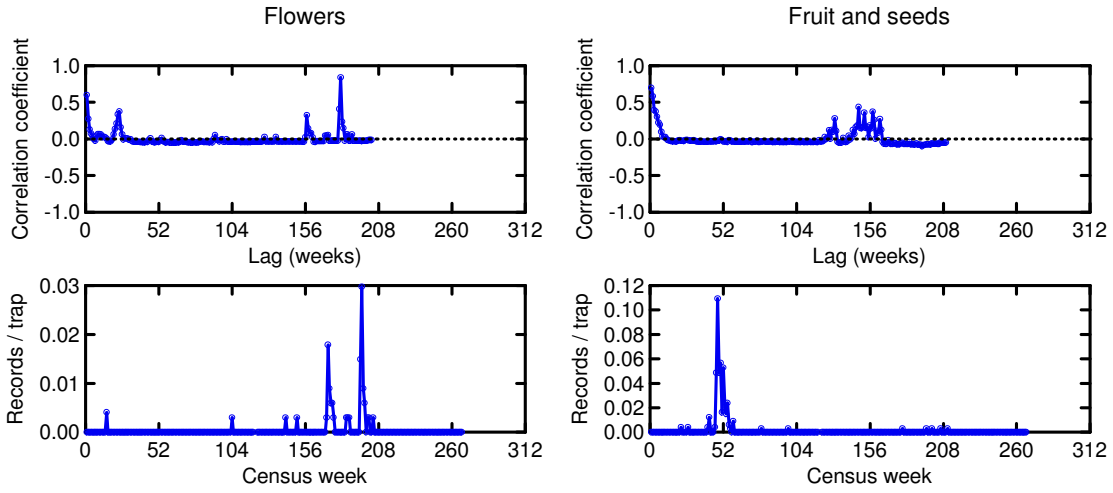 Flowers
Fruit and seeds
Correlation coefficient
1.0
0.5
0.0
-0.5
-1.0
0 52 104 156 208 260 312
Lag (weeks)
Correlation coefficient
1.0
0.5
0.0
-0.5
-1.0
0 52 104 156 208 260 312
Lag (weeks)
Records / trap
0.03
0.02
0.01
0.00
0 52 104 156 208 260 312
Census week
Records / trap
0.12
0.10
0.08
0.06
0.04
0.02
0.00
0 52 104 156 208 260 312
Census week